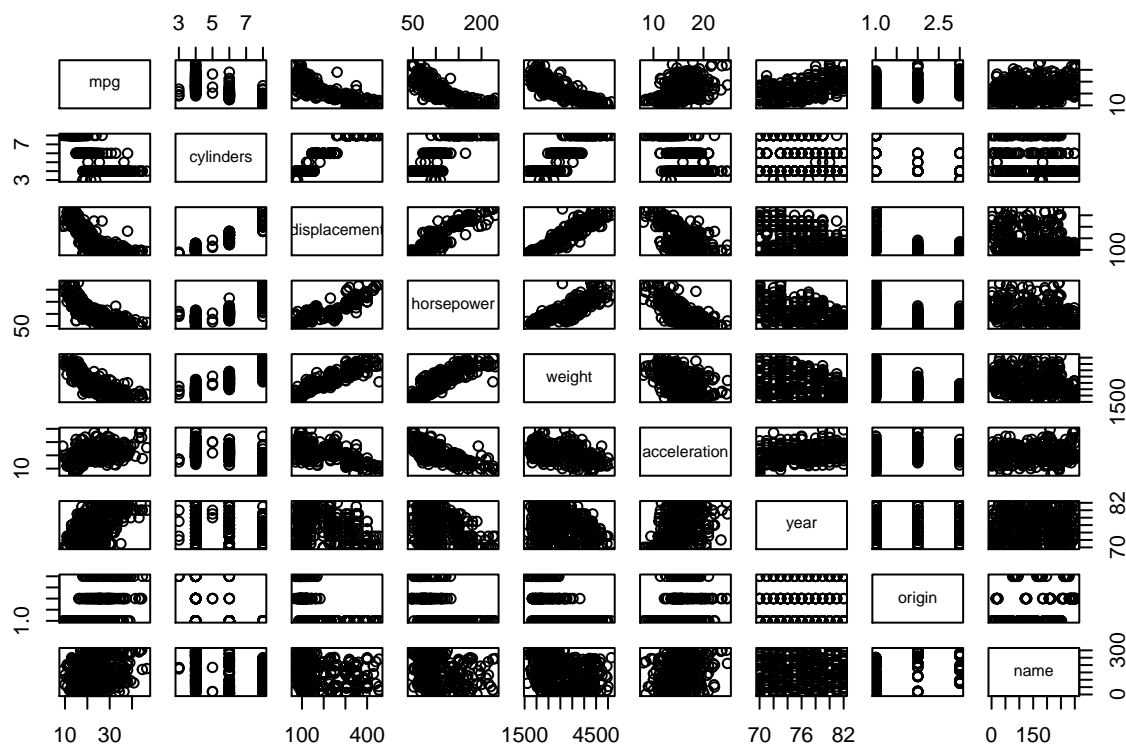 3 5 7 50 200 10 20 1.0 2.5
mpg 10
3 7 cylinders
displacement 100
50 horsepower
weight 1500
10 acceleration
year 70 82
1.0 origin
name 0 150 300
10 30 100 400 1500 4500 70 76 82 0 150